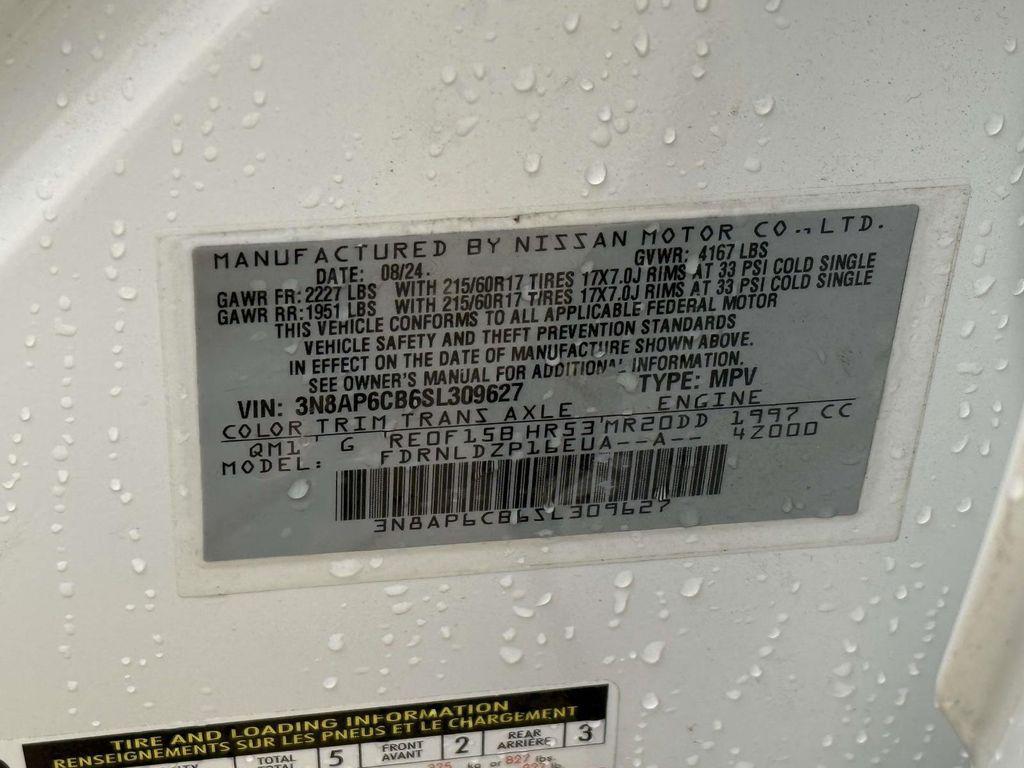 MANUFACTURED BY NISSAN MOTOR CO., LTD.
DATE: 08/24. GVWR: 4167 LBS
GAWR FR: 2227 LBS WITH 215/60R17 TIRES 17X7.0J RIMS AT 33 PSI COLD SINGLE
GAWR RR: 1951 LBS WITH 215/60R17 TIRES 17X7.0J RIMS AT 33 PSI COLD SINGLE
THIS VEHICLE CONFORMS TO ALL APPLICABLE FEDERAL MOTOR
VEHICLE SAFETY AND THEFT PREVENTION STANDARDS
IN EFFECT ON THE DATE OF MANUFACTURE SHOWN ABOVE.
SEE OWNER'S MANUAL FOR ADDITIONAL INFORMATION.
VIN: 3N8AP6CB6SL309627 TYPE: MPV
COLOR TRIM TRANS AXLE ENGINE
QM1 G RE0F15B HR53 MR20DD 1997 CC
MODEL: FDRNLDZP16EUA--A-- 4Z000
3N8AP6CB6SL309627
TIRE AND LOADING INFORMATION
RENSEIGNEMENTS SUR LES PNEUS ET LE CHARGEMENT
TOTAL 5 FRONT AVANT 2 REAR ARRIÈRE 3
kg or 827 lbs